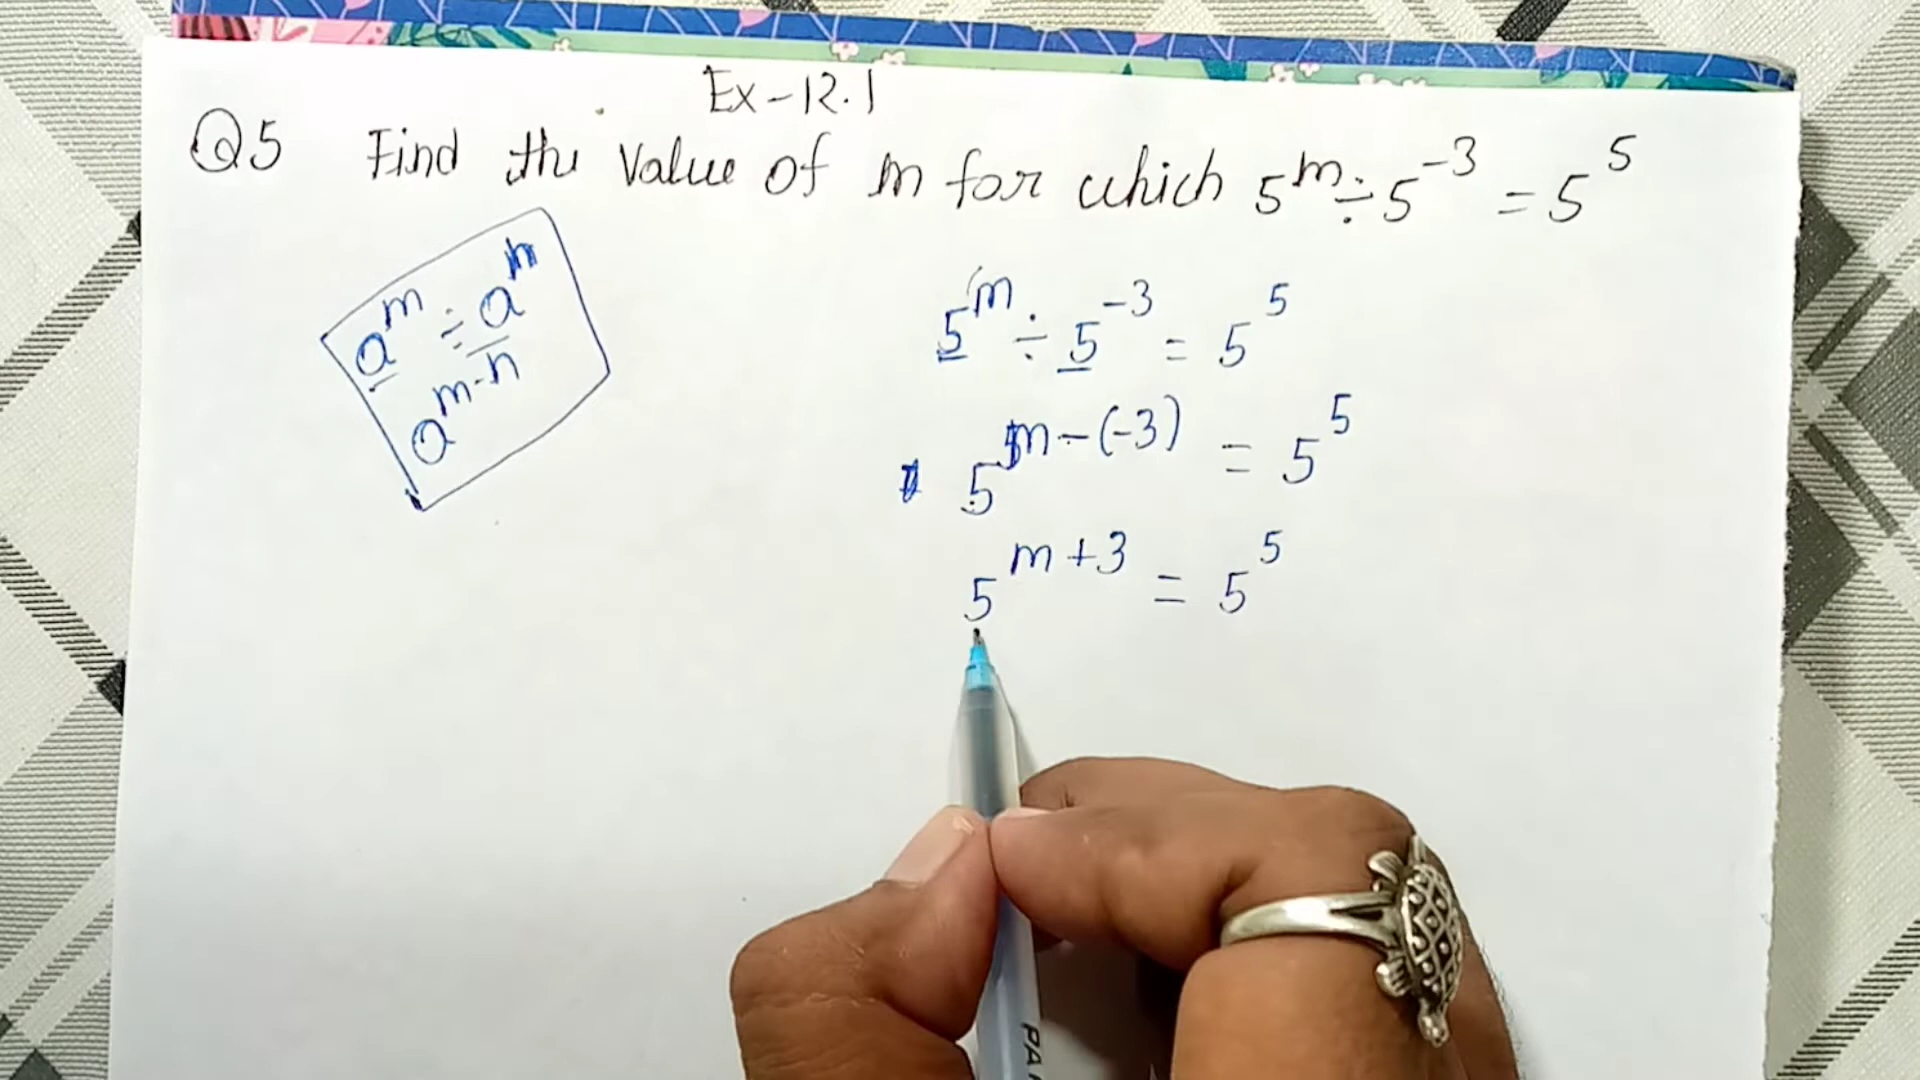 Ex-12.1
Q5 Find the Value of m for which 5^m ÷ 5^-3 = 5^5
a^m ÷ a^n
a^m-n
5^m ÷ 5^-3 = 5^5
5^m-(-3) = 5^5
5^m+3 = 5^5